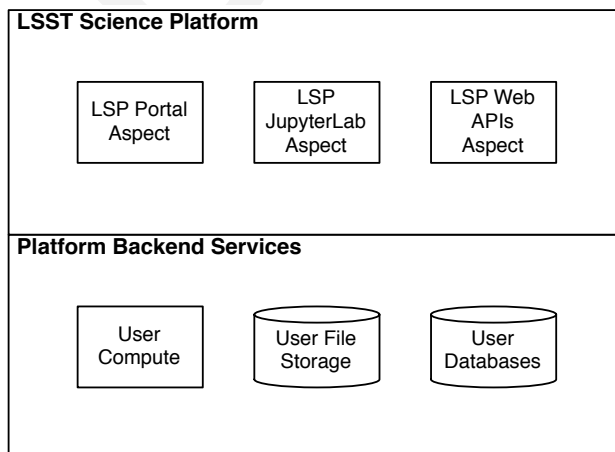 LSST Science Platform
LSP Portal
Aspect
LSP
JupyterLab
Aspect
LSP Web
APIs
Aspect
Platform Backend Services
User
Compute
User File
Storage
User
Databases